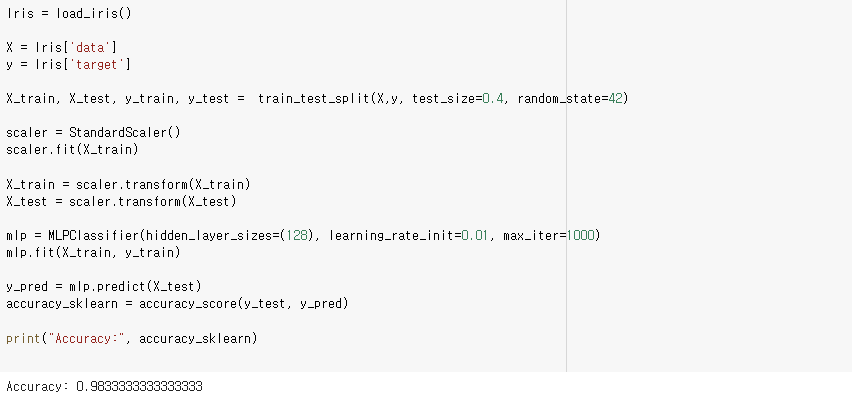 Iris = load_iris()
X = Iris['data']
y = Iris['target']
X_train, X_test, y_train, y_test =  train_test_split(X,y, test_size=0.4, random_state=42)
scaler = StandardScaler()
scaler.fit(X_train)
X_train = scaler.transform(X_train)
X_test = scaler.transform(X_test)
mlp = MLPClassifier(hidden_layer_sizes=(128), learning_rate_init=0.01, max_iter=1000)
mlp.fit(X_train, y_train)
y_pred = mlp.predict(X_test)
accuracy_sklearn = accuracy_score(y_test, y_pred)
print("Accuracy:", accuracy_sklearn)
Accuracy: 0.9833333333333333